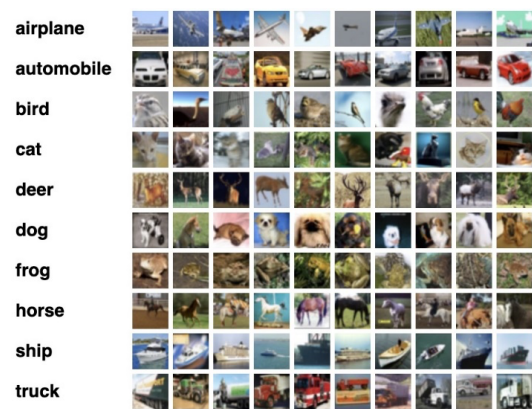 airplane
automobile
bird
cat
deer
dog
frog
horse
ship
truck